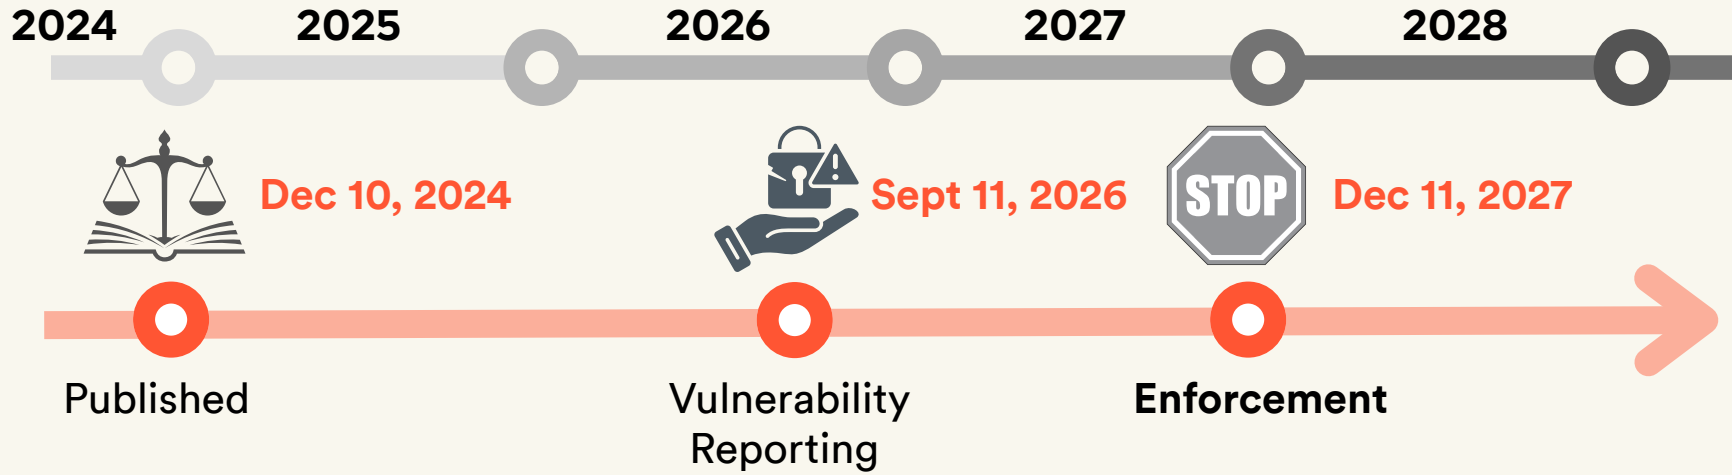 2024
2025
2026
2027
2028
Dec 10, 2024
Sept 11, 2026
STOP
Dec 11, 2027
Published
Vulnerability
Reporting
Enforcement